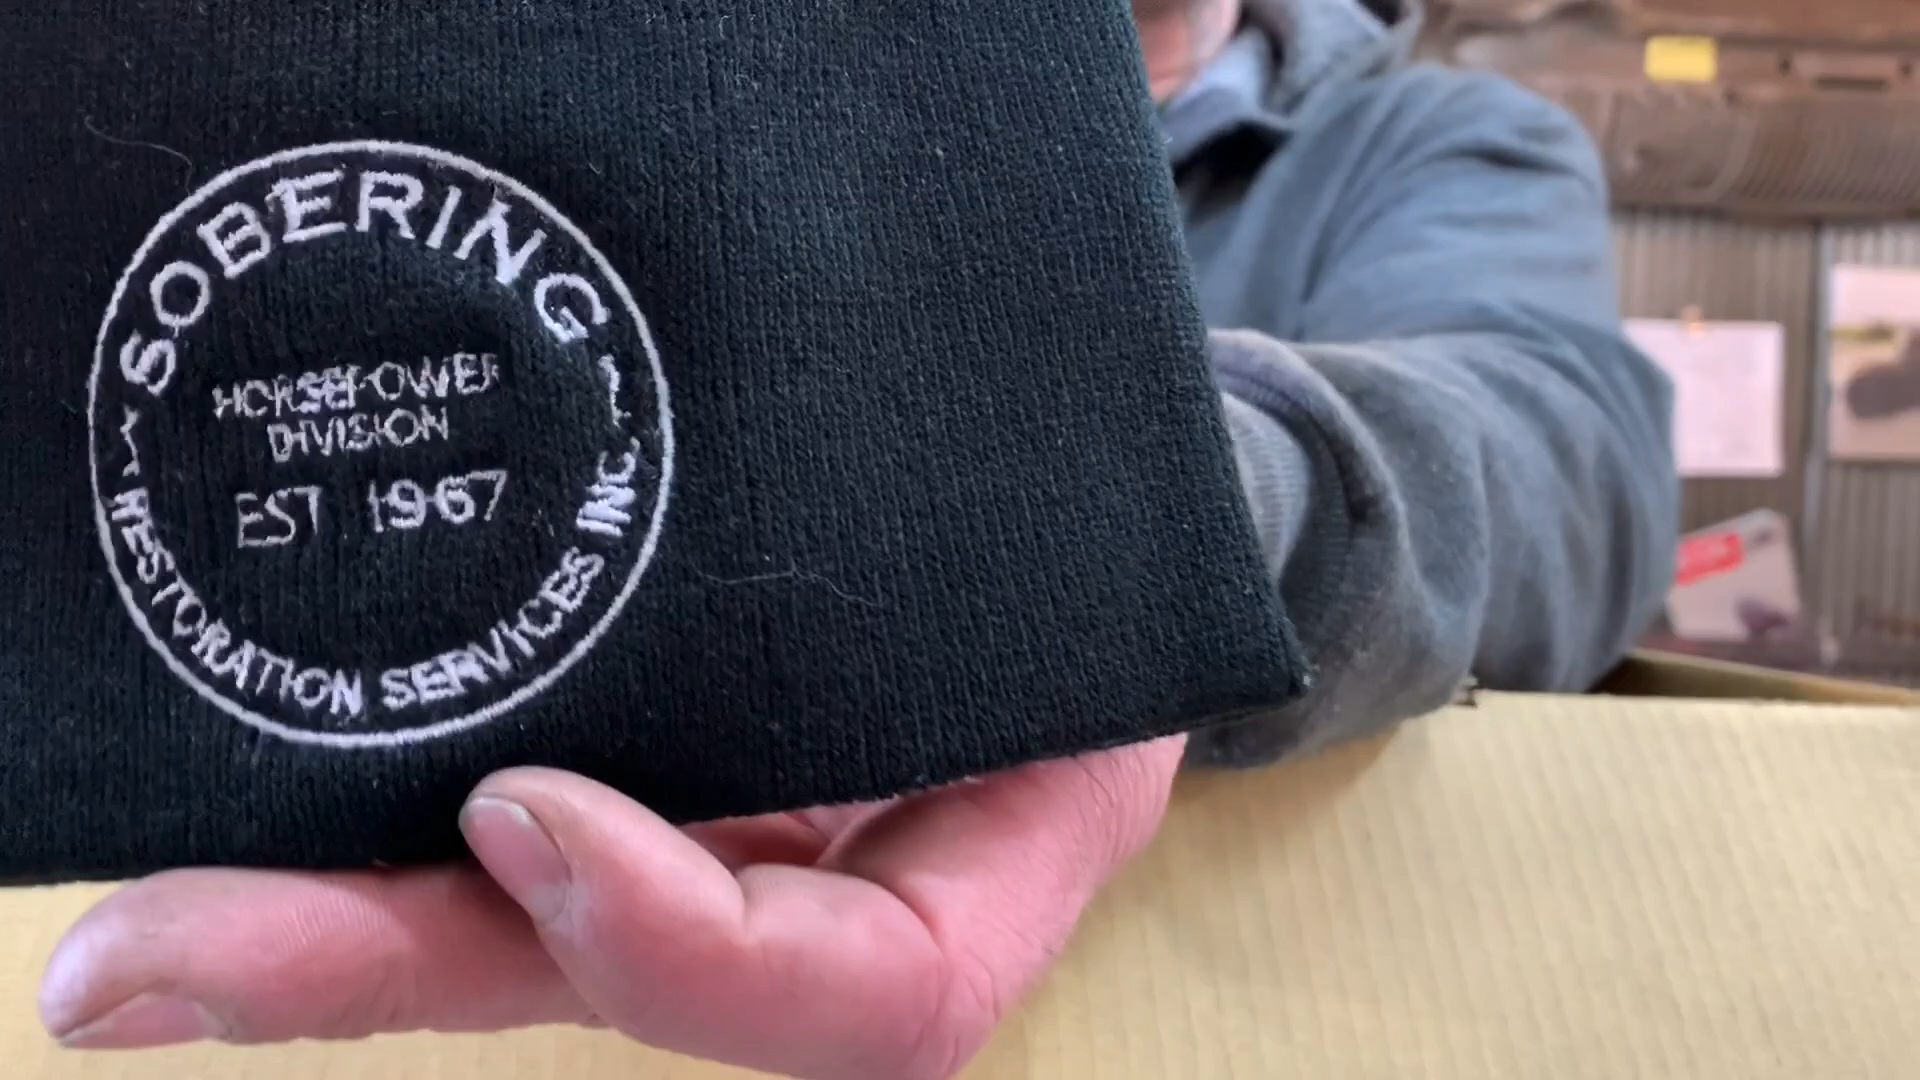 SOBERING
HORSEPOWER
DIVISION
EST 1967
RESTORATION SERVICES INC.